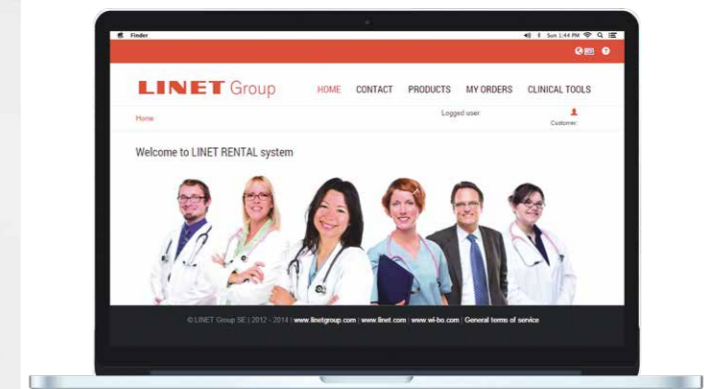 Finder
Sun 1:44 PM
LINET Group
HOME CONTACT PRODUCTS MY ORDERS CLINICAL TOOLS
Home
Logged user
Customer:
Welcome to LINET RENTAL system
© LINET Group SE | 2012 - 2014 | www.linetgroup.com | www.linet.com | www.wi-bo.com | General terms of service